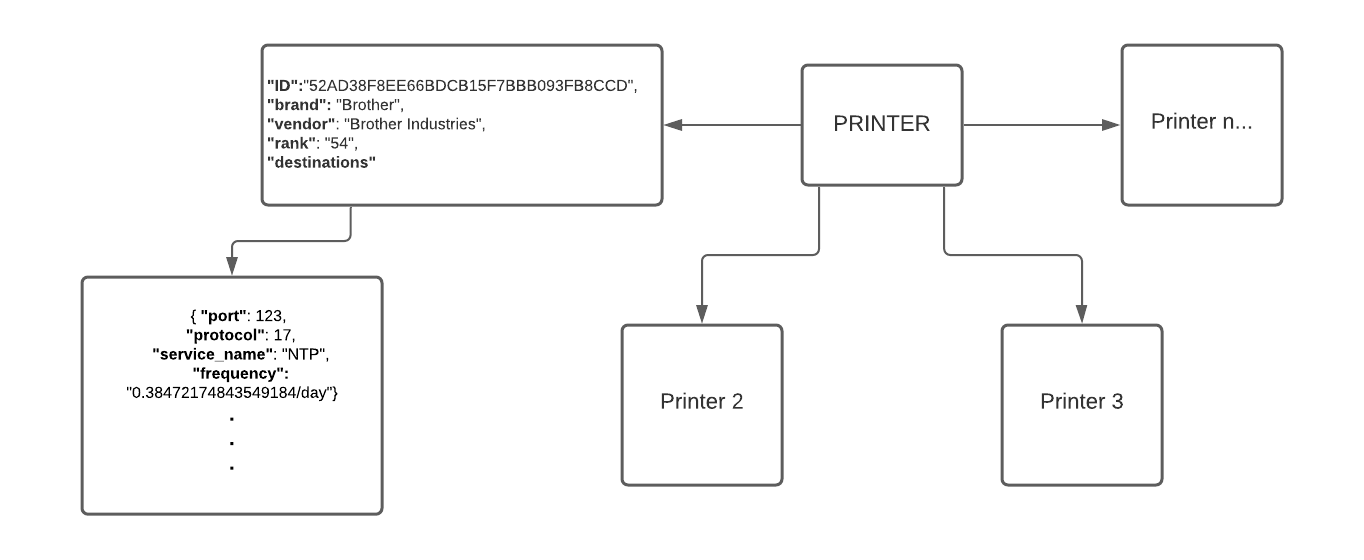 "ID":"52AD38F8EE66BDCB15F7BBB093FB8CCD",
"brand": "Brother",
"vendor": "Brother Industries",
"rank": "54",
"destinations"
PRINTER
Printer n...
{ "port": 123,
"protocol": 17,
"service_name": "NTP",
"frequency":
"0.38472174843549184/day"}
.
.
.
Printer 2
Printer 3